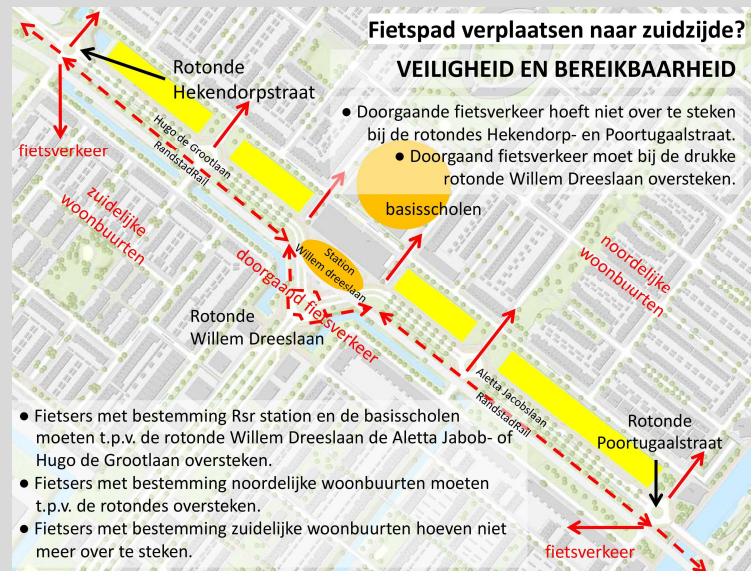 Fietspad verplaatsen naar zuidzijde?
VEILIGHEID EN BEREIKBAARHEID
● Doorgaande fietsverkeer hoeft niet over te steken
bij de rotondes Hekendorp- en Poortugaalstraat.
● Doorgaand fietsverkeer moet bij de drukke
rotonde Willem Dreeslaan oversteken.
Rotonde
Hekendorpstraat
fietsverkeer
Hugo de Grootlaan
RandstadRail
zuidelijke
woonbuurten
basisscholen
Station
Willem dreeslaan
noordelijke
woonbuurten
doorgaand fietsverkeer
Rotonde
Willem Dreeslaan
Aletta Jacobslaan
RandstadRail
Rotonde
Poortugaalstraat
● Fietsers met bestemming Rsr station en de basisscholen
moeten t.p.v. de rotonde Willem Dreeslaan de Aletta Jabob- of
Hugo de Grootlaan oversteken.
● Fietsers met bestemming noordelijke woonbuurten moeten
t.p.v. de rotondes oversteken.
● Fietsers met bestemming zuidelijke woonbuurten hoeven niet
meer over te steken.
fietsverkeer